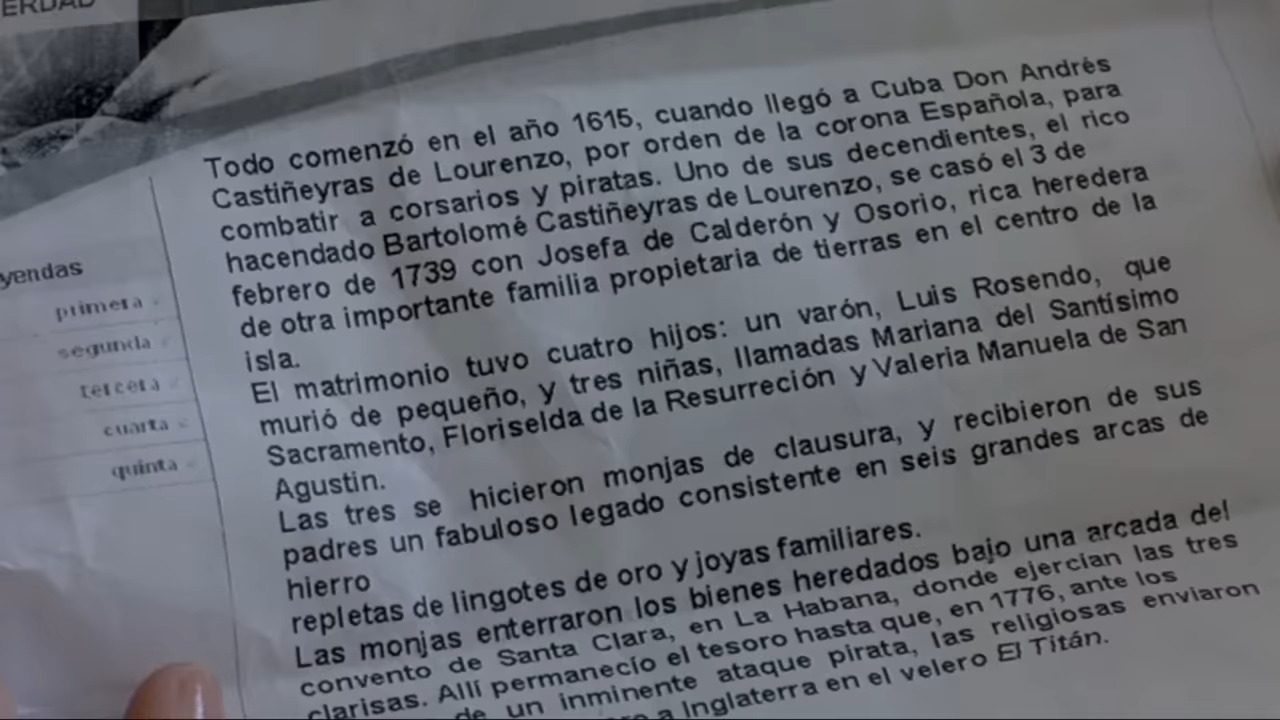 ERDAD
Todo comenzó en el año 1615, cuando llegó a Cuba Don Andrés
Castiñeyras de Lourenzo, por orden de la corona Española, para
combatir a corsarios y piratas. Uno de sus decendientes, el rico
hacendado Bartolomé Castiñeyras de Lourenzo, se casó el 3 de
febrero de 1739 con Josefa de Calderón y Osorio, rica heredera
de otra importante familia propietaria de tierras en el centro de la
isla.
El matrimonio tuvo cuatro hijos: un varón, Luis Rosendo, que
murió de pequeño, y tres niñas, llamadas Mariana del Santísimo
Sacramento, Floriselda de la Resurreción y Valeria Manuela de San
Agustin.
Las tres se hicieron monjas de clausura, y recibieron de sus
padres un fabuloso legado consistente en seis grandes arcas de
hierro
repletas de lingotes de oro y joyas familiares.
Las monjas enterraron los bienes heredados bajo una arcada del
convento de Santa Clara, en La Habana, donde ejercian las tres
clarisas. Allí permanecío el tesoro hasta que, en 1776, ante los
de un inminente ataque pirata, las religiosas enviaron
a Inglaterra en el velero El Titán.
yendas
primera
segunda
tercera
cuarta
quinta